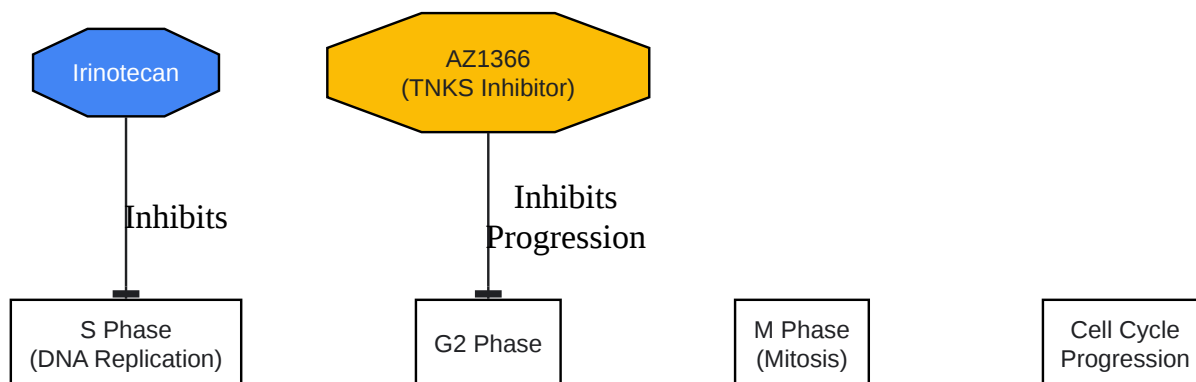 Irinotecan
AZ1366
(TNKS Inhibitor)
Inhibits
Inhibits
Progression
S Phase
(DNA Replication)
G2 Phase
M Phase
(Mitosis)
Cell Cycle
Progression